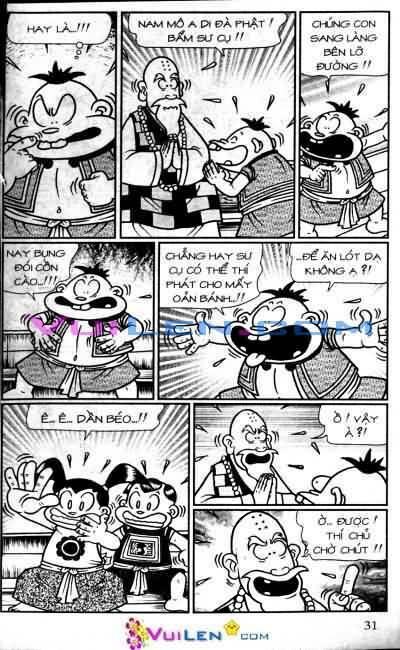 HAY LÀ...!!!
NAM MÔ A DI ĐÀ PHẬT!
BẨM SƯ CỤ!!
CHÚNG CON
SANG LÀNG
BÊN LỠ
ĐƯỜNG!!
NAY BỤNG
ĐÓI CỒN
CÀO...!!!
CHẲNG HAY SƯ
CỤ CÓ THỂ THÍ
PHÁT CHO MẤY
OẢN BÁNH..!!
...ĐỂ ĂN LÓT DẠ
KHÔNG Ạ?!
VUILEN.COM
Ê... Ê... DẦN BÉO...!!
Ồ! VẬY
À?!
Ờ... ĐƯỢC!
THÍ CHỦ
CHỜ CHÚT!!
31
VUILEN.COM